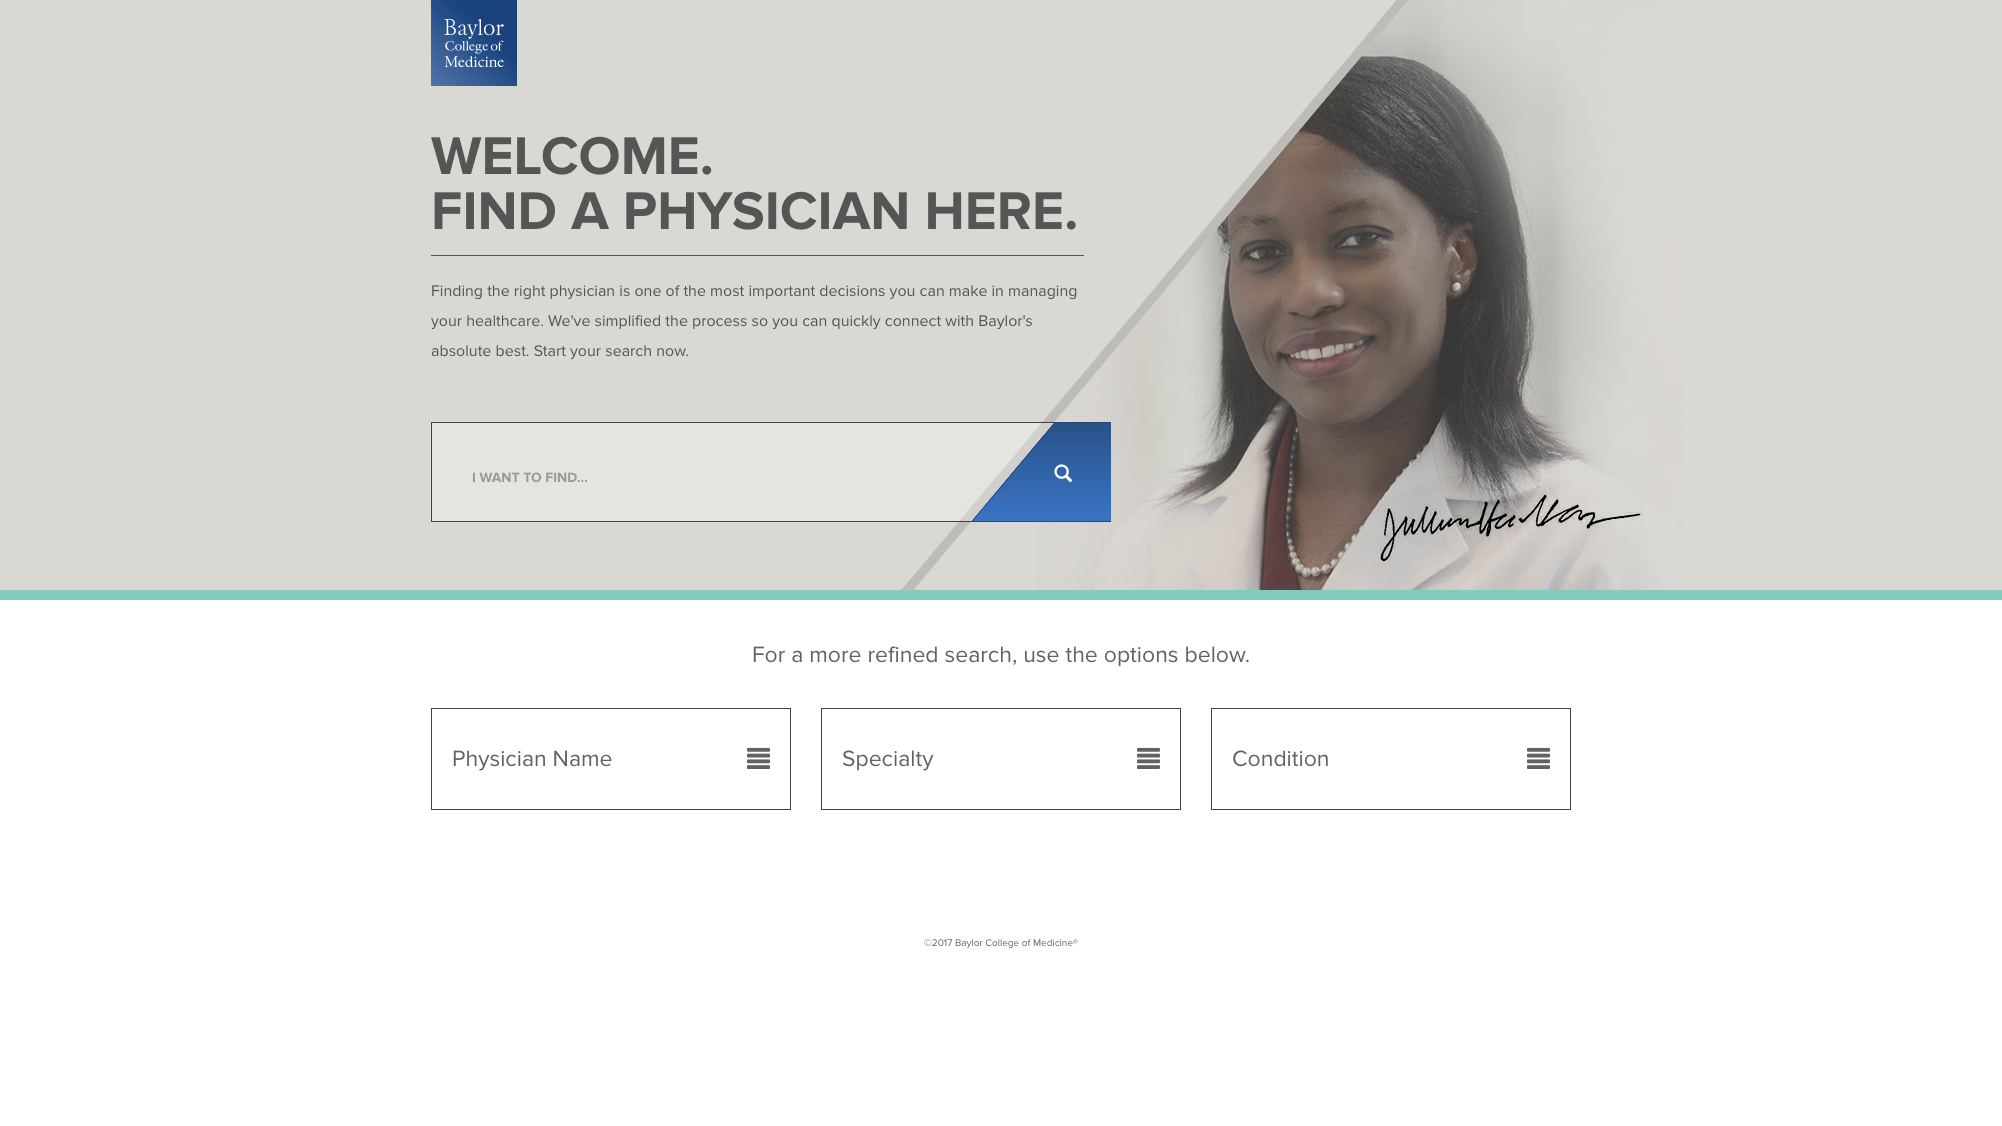 Baylor
College of
Medicine
WELCOME.
FIND A PHYSICIAN HERE.
Finding the right physician is one of the most important decisions you can make in managing
your healthcare. We've simplified the process so you can quickly connect with Baylor's
absolute best. Start your search now.
I WANT TO FIND...
For a more refined search, use the options below.
Physician Name
Specialty
Condition
©2017 Baylor College of Medicine®